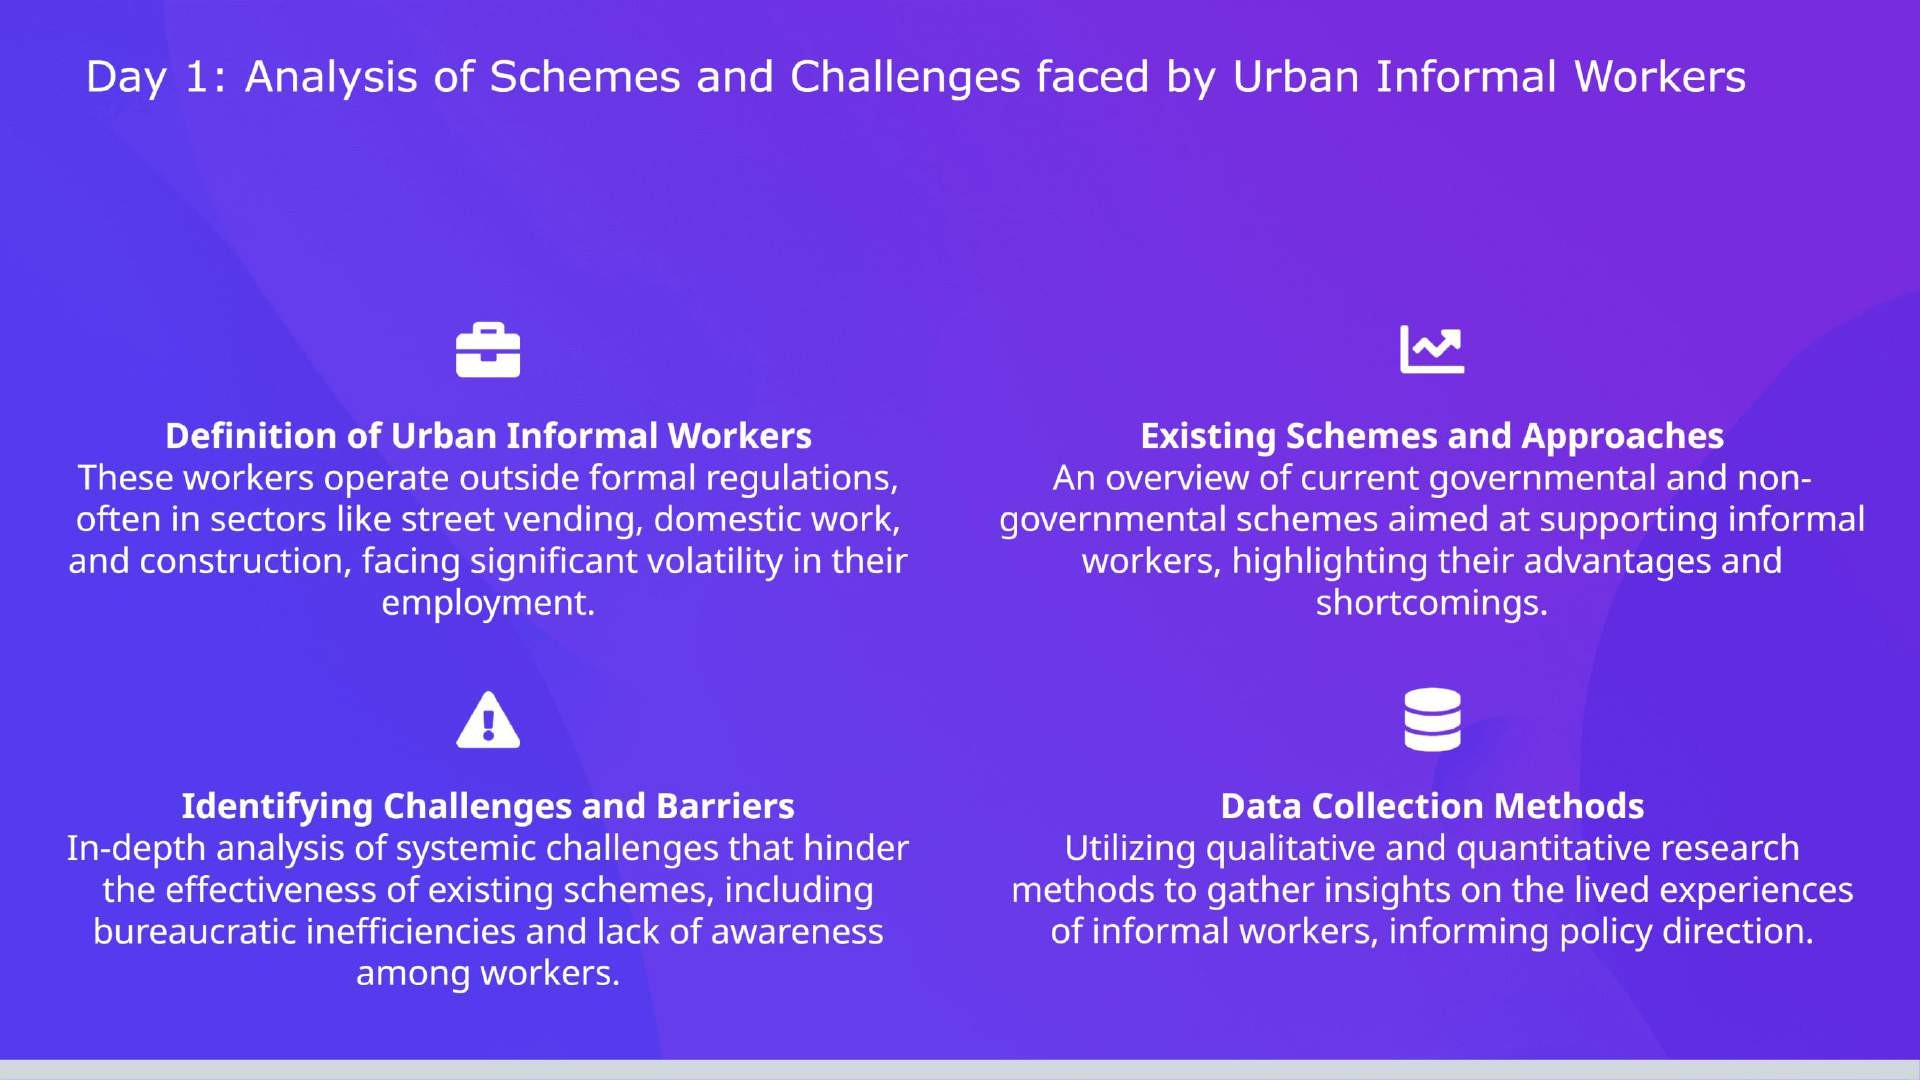 Day 1: Analysis of Schemes and Challenges faced by Urban Informal Workers
Definition of Urban Informal Workers
These workers operate outside formal regulations,
often in sectors like street vending, domestic work,
and construction, facing significant volatility in their
employment.
Existing Schemes and Approaches
An overview of current governmental and non-
governmental schemes aimed at supporting informal
workers, highlighting their advantages and
shortcomings.
Identifying Challenges and Barriers
In-depth analysis of systemic challenges that hinder
the effectiveness of existing schemes, including
bureaucratic inefficiencies and lack of awareness
among workers.
Data Collection Methods
Utilizing qualitative and quantitative research
methods to gather insights on the lived experiences
of informal workers, informing policy direction.